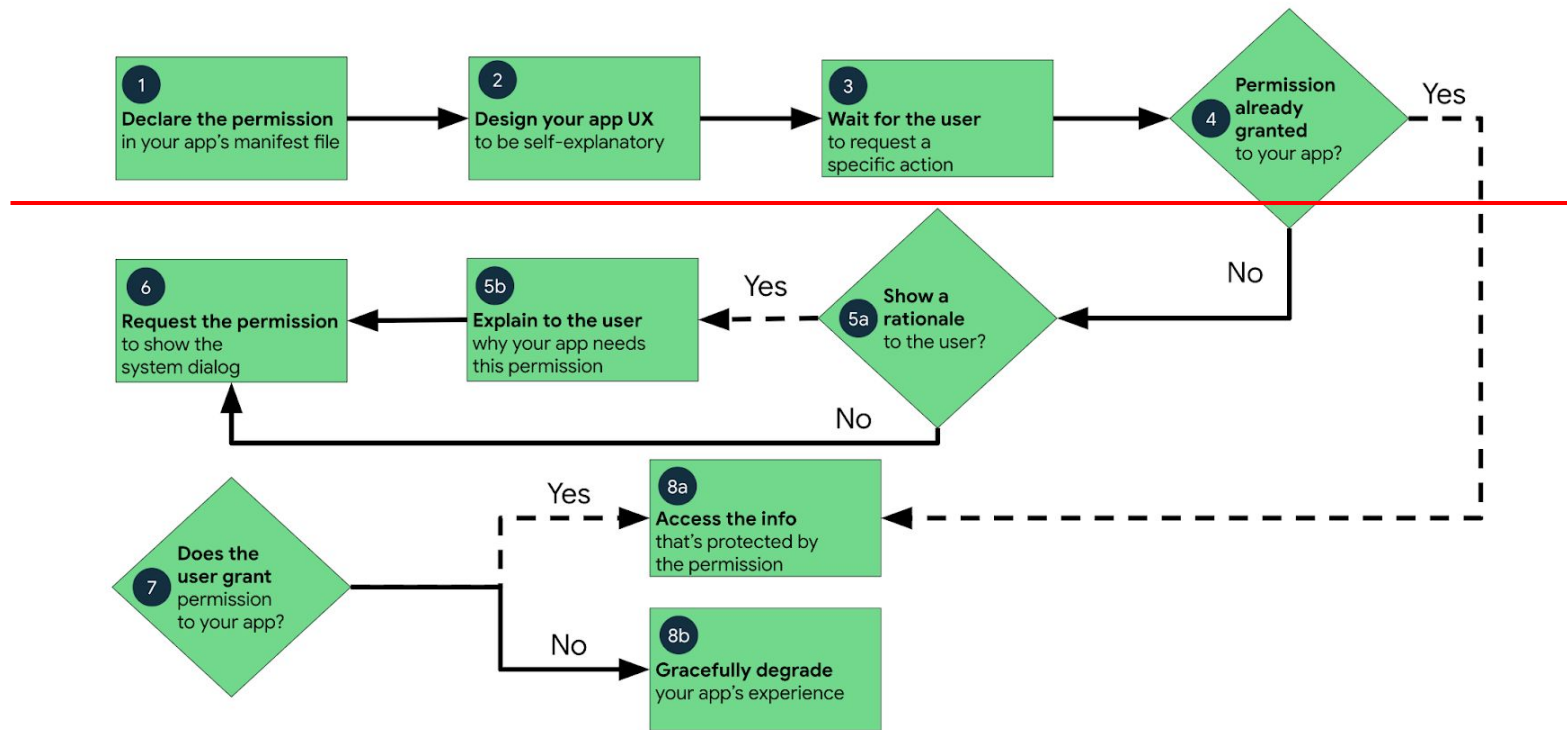 1
Declare the permission
in your app's manifest file
2
Design your app UX
to be self-explanatory
3
Wait for the user
to request a
specific action
4
Permission
already
granted
to your app?
Yes
No
5a
Show a
rationale
to the user?
Yes
5b
Explain to the user
why your app needs
this permission
6
Request the permission
to show the
system dialog
No
7
Does the
user grant
permission
to your app?
Yes
8a
Access the info
that's protected by
the permission
No
8b
Gracefully degrade
your app's experience